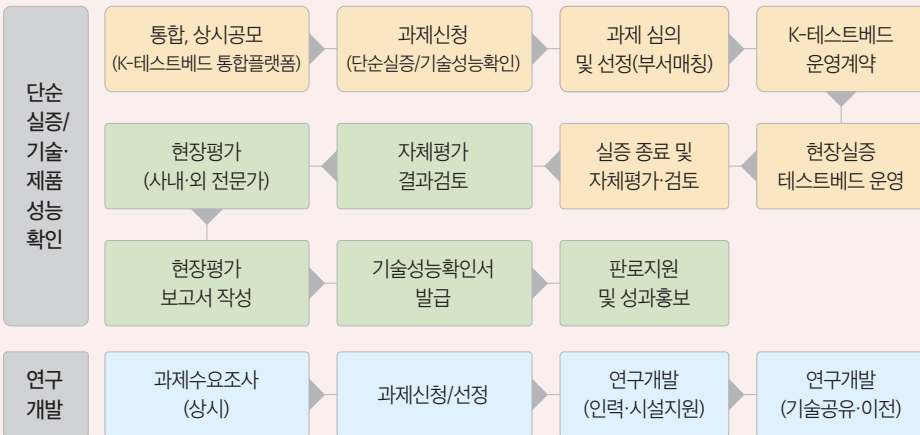 단순
실증/
기술·
제품
성능
확인
통합, 상시공모
(K-테스트베드 통합플랫폼)
과제신청
(단순실증/기술성능확인)
과제 심의
및 선정(부서매칭)
K-테스트베드
운영계약
현장평가
(사내·외 전문가)
자체평가
결과검토
실증 종료 및
자체평가·검토
현장실증
테스트베드 운영
현장평가
보고서 작성
기술성능확인서
발급
판로지원
및 성과홍보
연구
개발
과제수요조사
(상시)
과제신청/선정
연구개발
(인력·시설지원)
연구개발
(기술공유·이전)